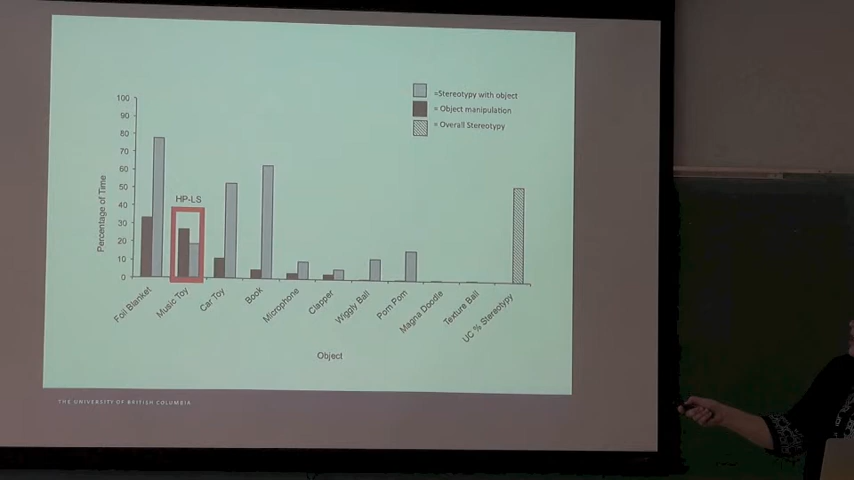 =Stereotypy with object
= Object manipulation
= Overall Stereotypy
100
90
80
70
60
50
40
30
20
10
0
Percentage of Time
HP-LS
Foil Blanket
Music Toy
Car Toy
Book
Microphone
Clapper
Wiggly Ball
Pom Pom
Magna Doodle
Texture Ball
UC % Stereotypy
Object
THE UNIVERSITY OF BRITISH COLUMBIA